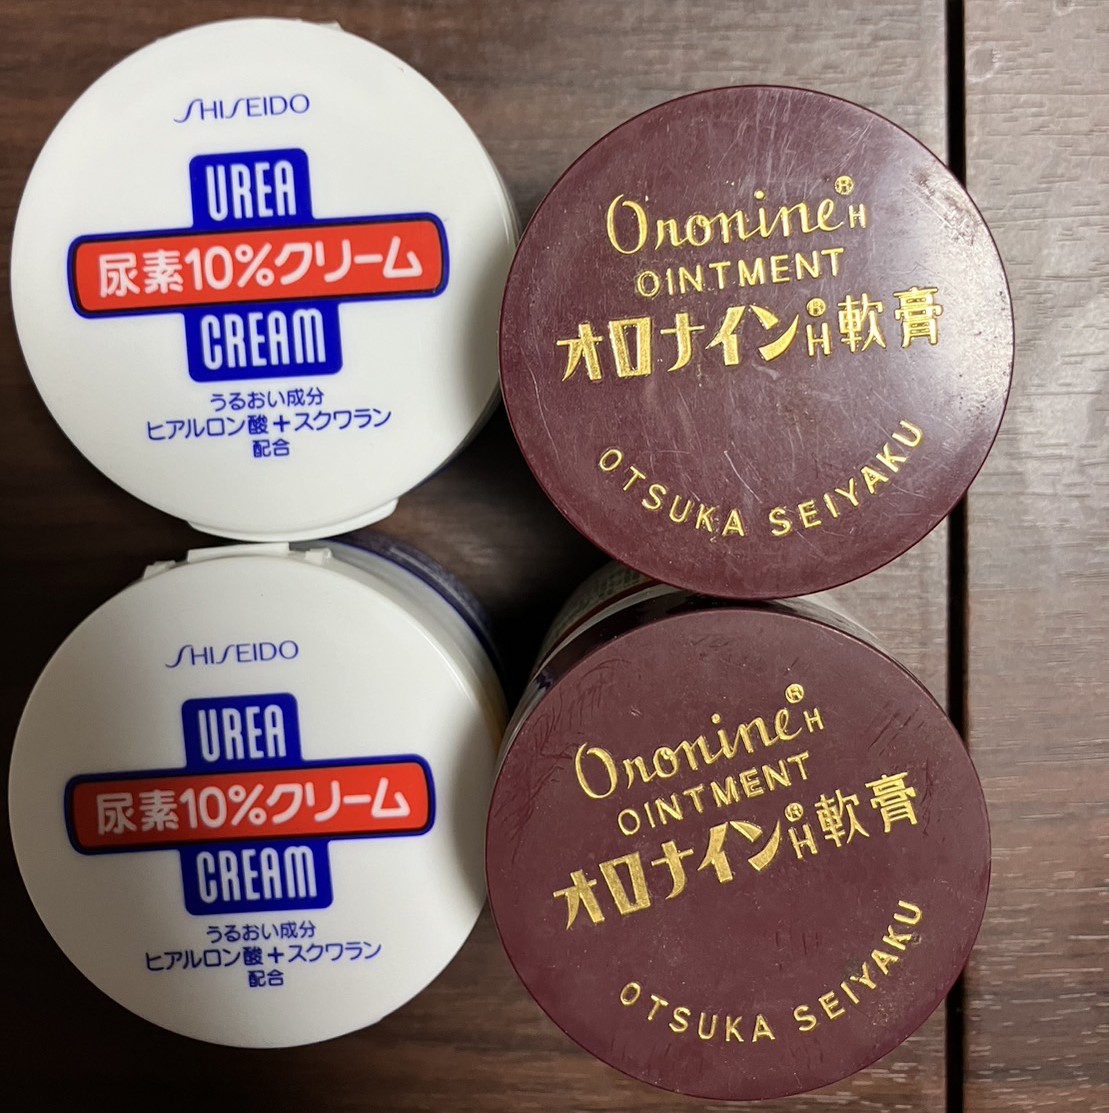 SHISEIDO
UREA
尿素10%クリーム
CREAM
うるおい成分
ヒアルロン酸+スクワラン
配合
Oronine®H
OINTMENT
オロナイン®H軟膏
OTSUKA SEIYAKU
SHISEIDO
UREA
尿素10%クリーム
CREAM
うるおい成分
ヒアルロン酸+スクワラン
配合
Oronine®H
OINTMENT
オロナイン®H軟膏
OTSUKA SEIYAKU